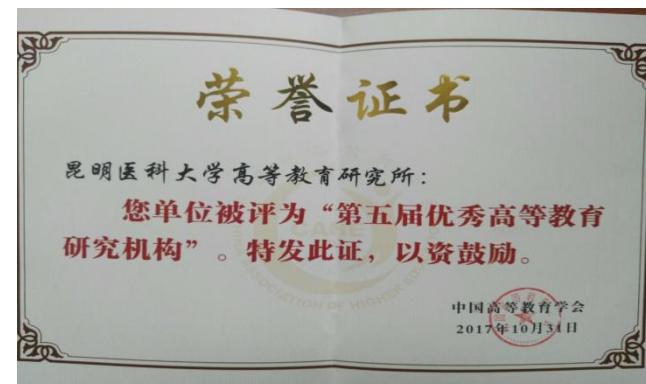 荣誉证书
昆明医科大学高等教育研究所：
您单位被评为“第五届优秀高等教育
研究机构”。特发此证，以资鼓励。
中国高等教育学会
2017年10月31日